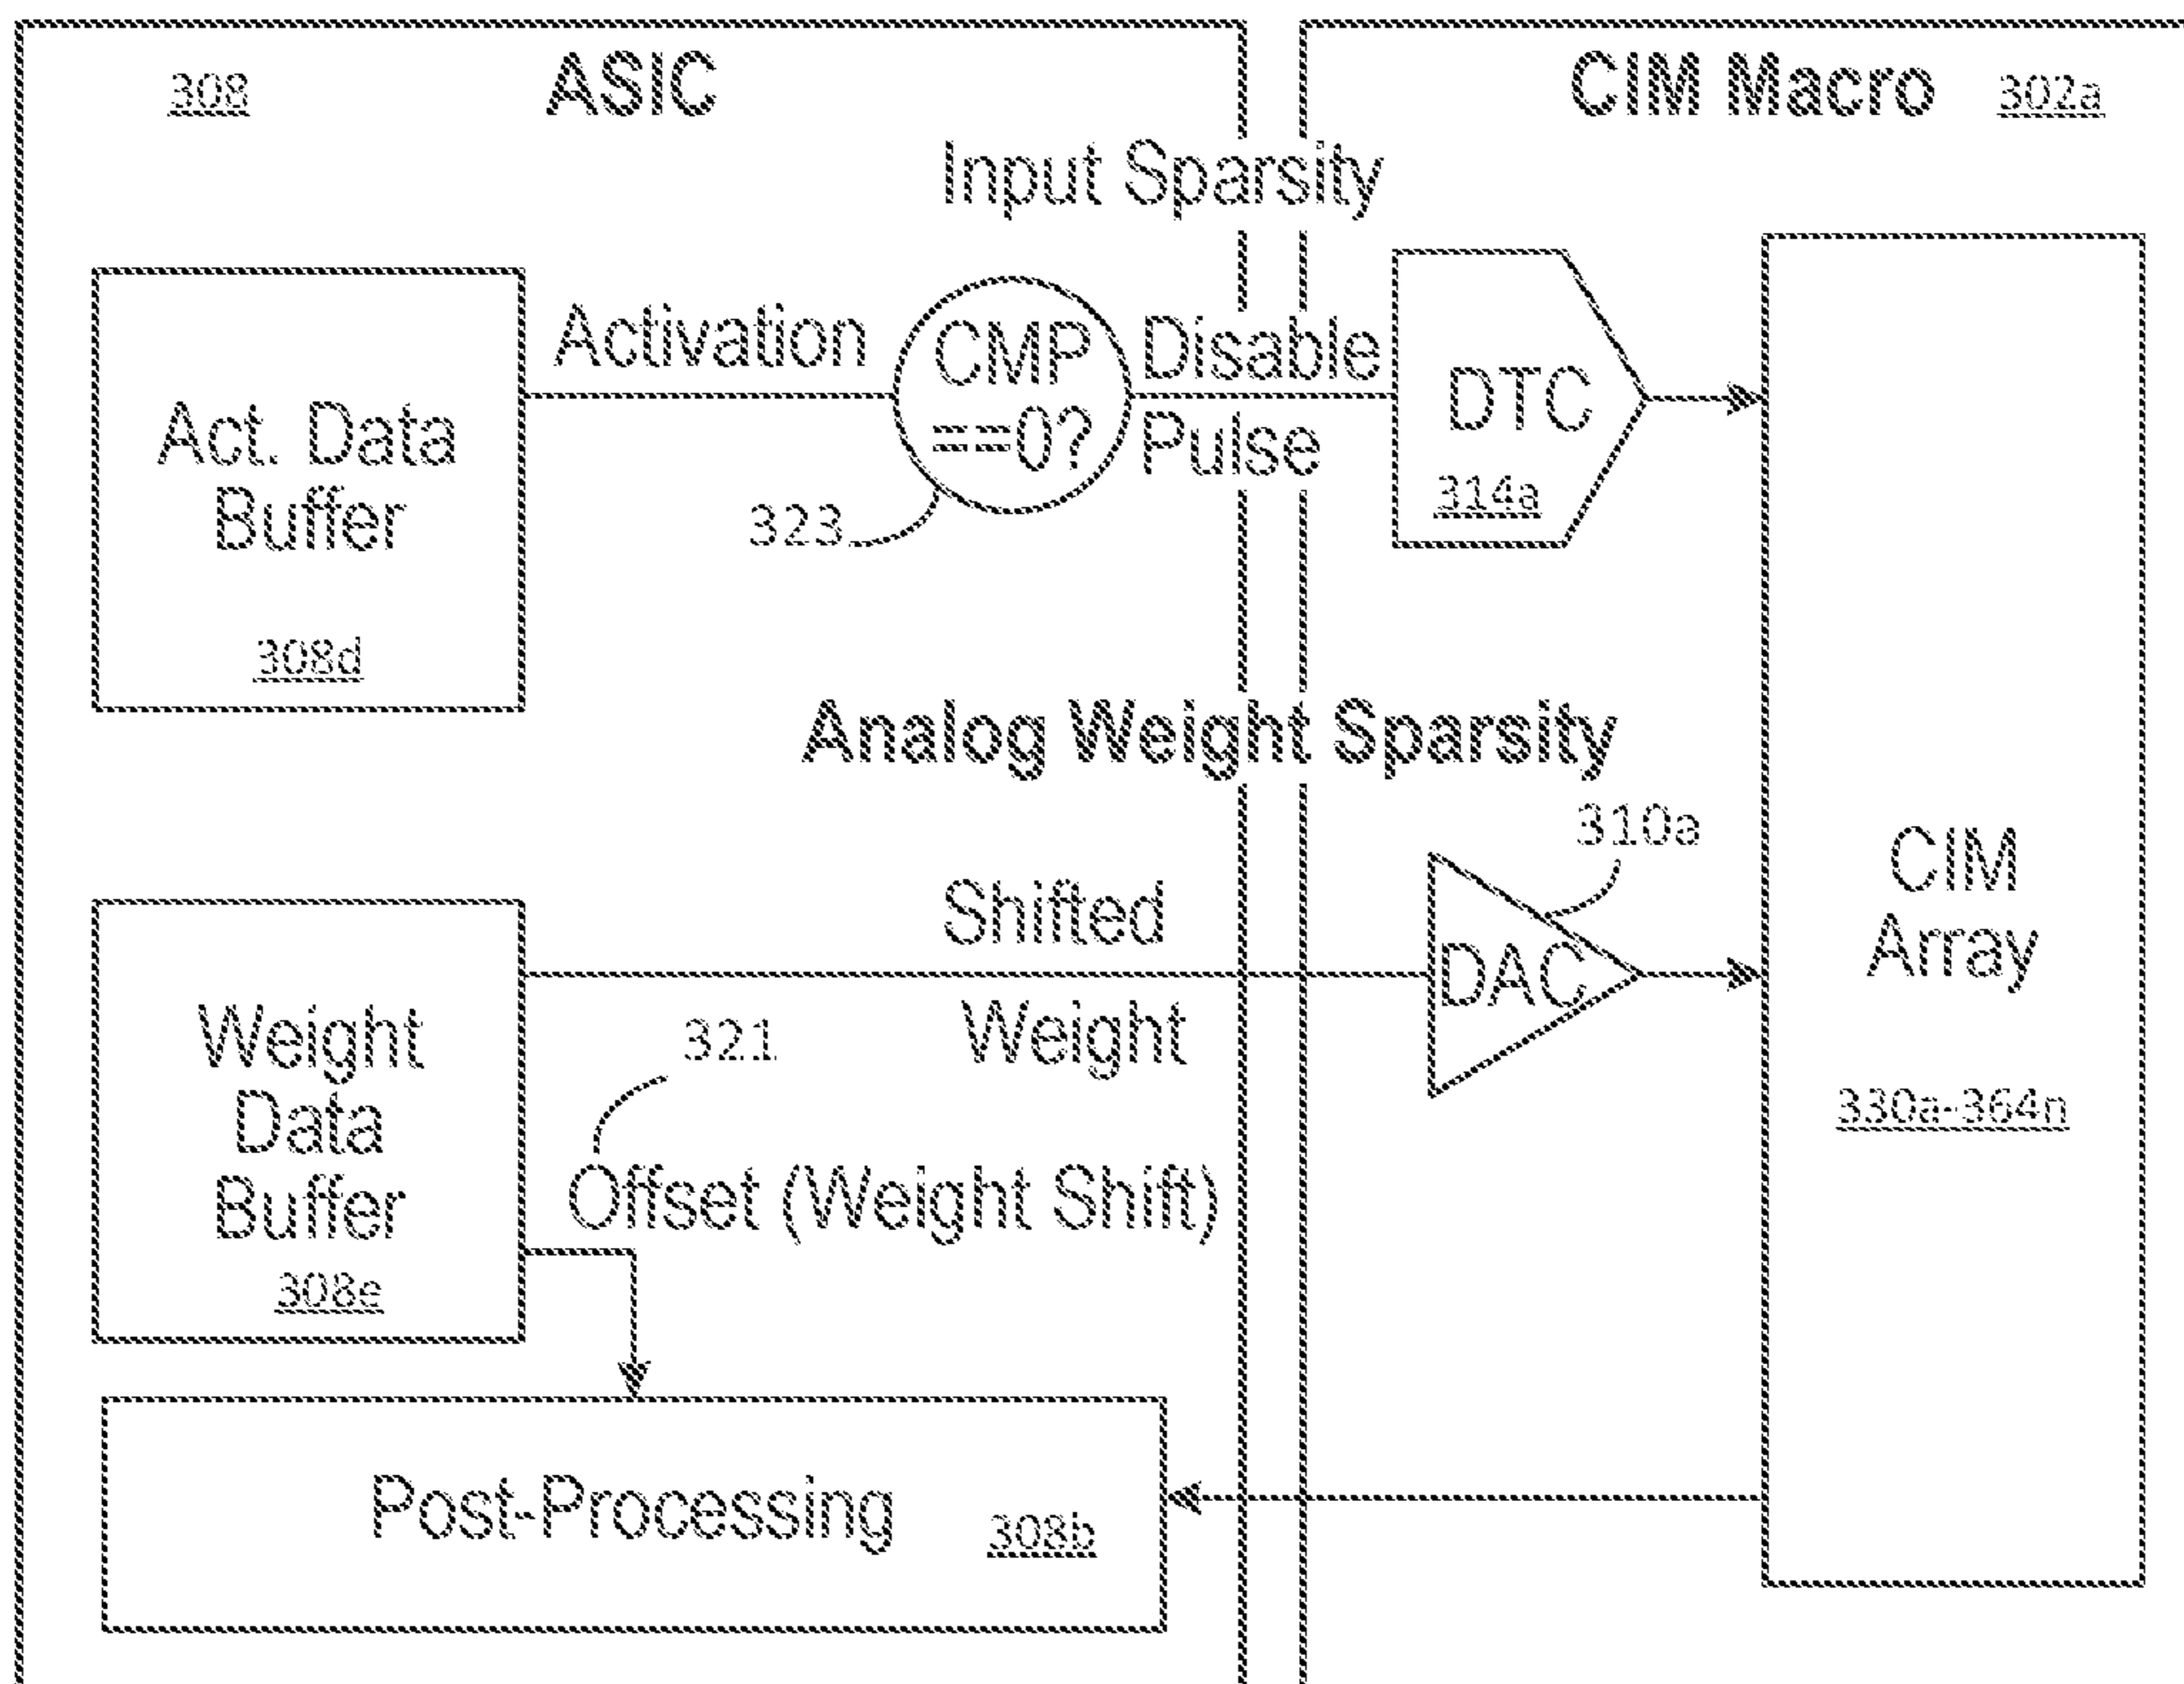 308 ASIC
CIM Macro 302a
Input Sparsity
Act. Data
Buffer
308d
Activation
CMP
==0?
323
Disable
Pulse
DTC
314a
Analog Weight Sparsity
310a
Weight
Data
Buffer
308e
Shifted
Weight
321
Offset (Weight Shift)
DAC
CIM
Array
330a-364n
Post-Processing 308b